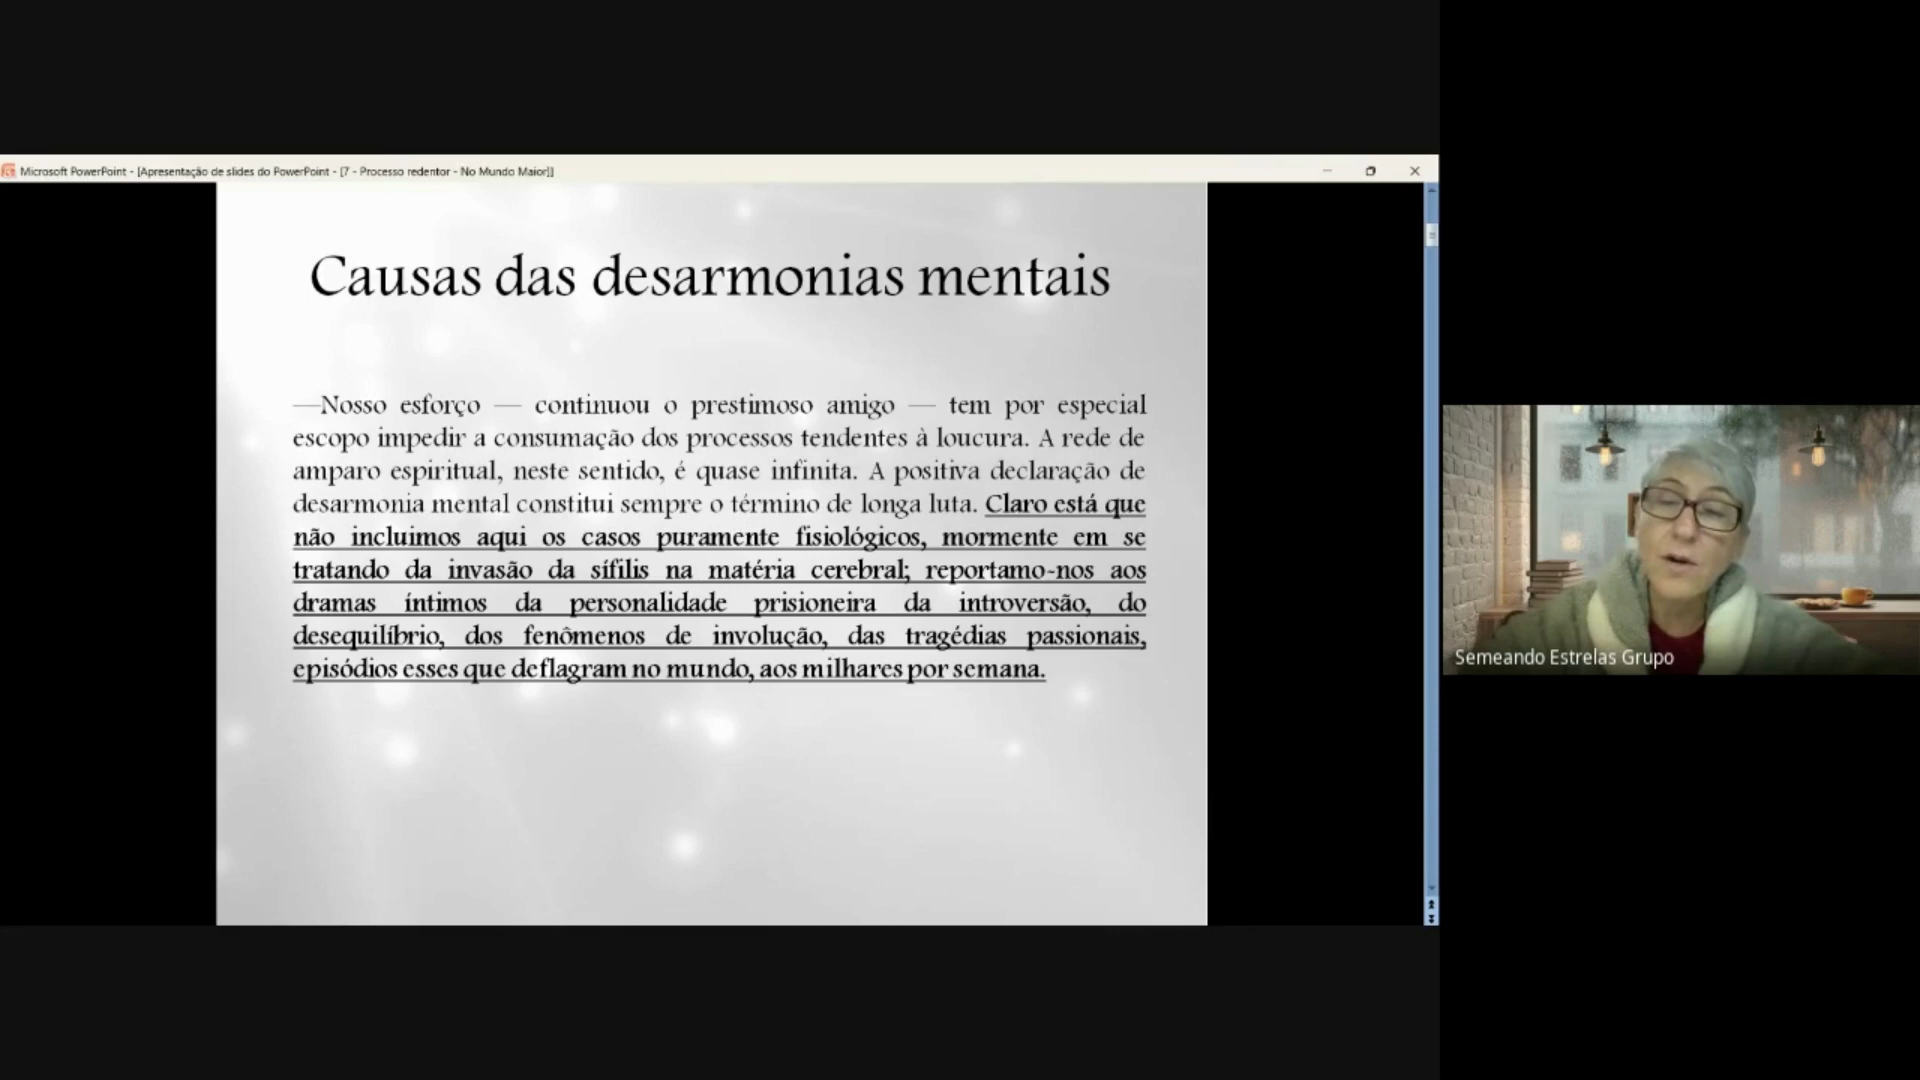 Microsoft PowerPoint - [Apresentação de slides do PowerPoint - [7 - Processo redentor - No Mundo Maior]]
Causas das desarmonias mentais
—Nosso esforço — continuou o prestimoso amigo — tem por especial
escopo impedir a consumação dos processos tendentes à loucura. A rede de
amparo espiritual, neste sentido, é quase infinita. A positiva declaração de
desarmonia mental constitui sempre o término de longa luta. Claro está que
não incluimos aqui os casos puramente fisiológicos, mormente em se
tratando da invasão da sífilis na matéria cerebral; reportamo-nos aos
dramas íntimos da personalidade prisioneira da introversão, do
desequilíbrio, dos fenômenos de involução, das tragédias passionais,
episódios esses que deflagram no mundo, aos milhares por semana.
Semeando Estrelas Grupo